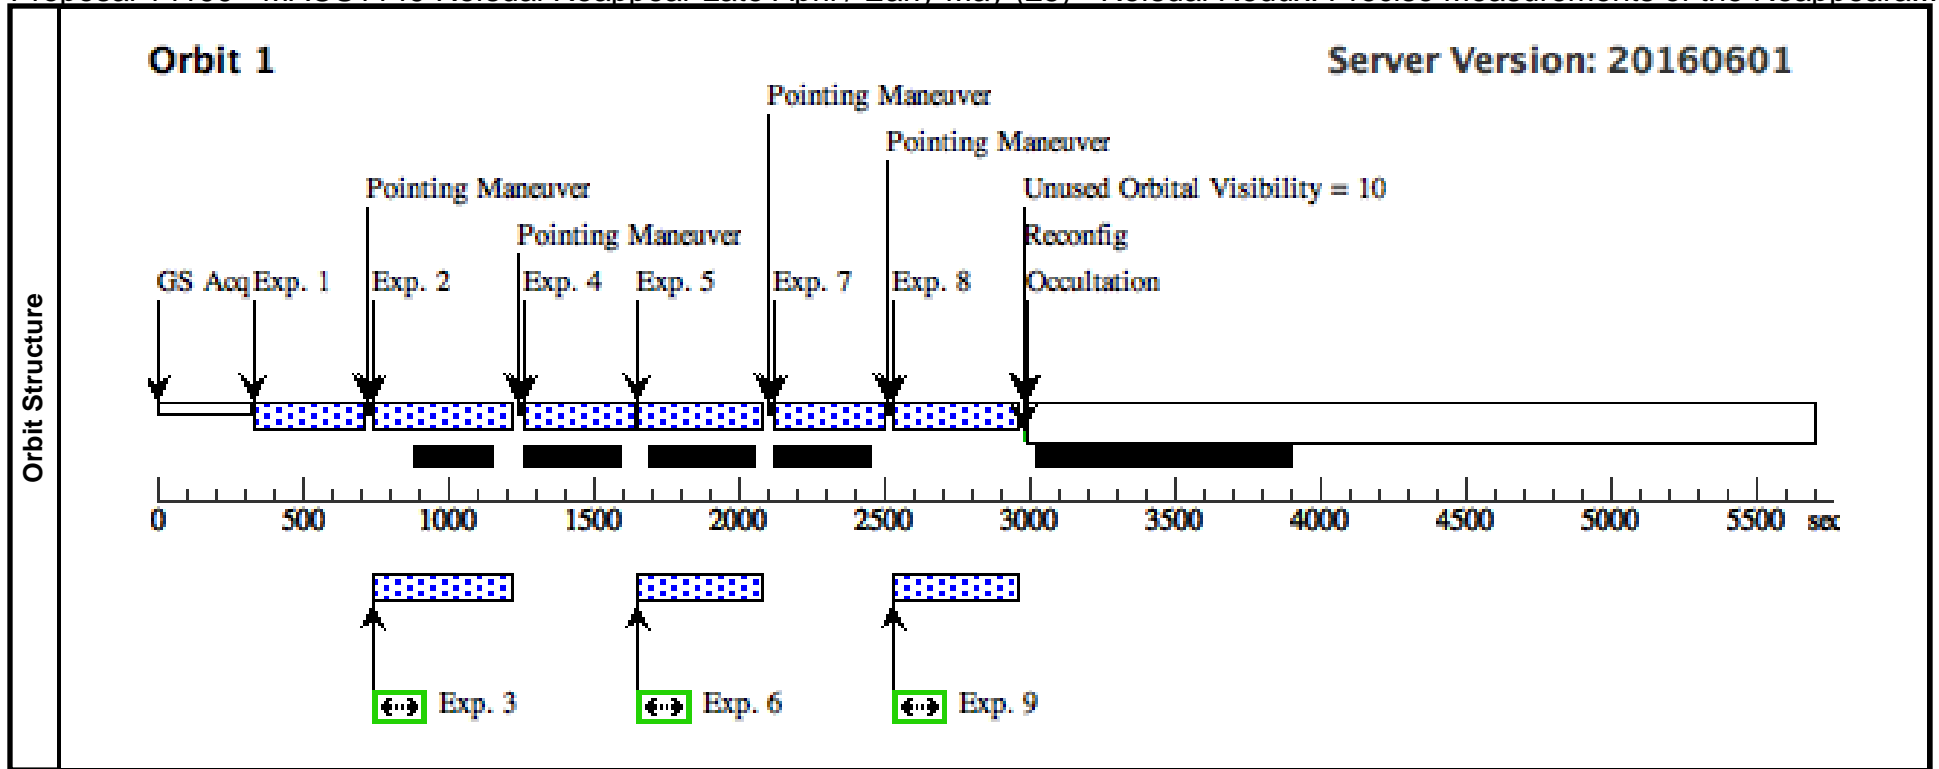 Orbit 1
Server Version: 20160601
Pointing Maneuver
Pointing Maneuver
Pointing Maneuver
Unused Orbital Visibility = 10
Pointing Maneuver
Reconfig
GS Acq Exp. 1 Exp. 2 Exp. 4 Exp. 5 Exp. 7 Exp. 8 Occultation
Orbit Structure
0 500 1000 1500 2000 2500 3000 3500 4000 4500 5000 5500 sec
Exp. 3 Exp. 6 Exp. 9